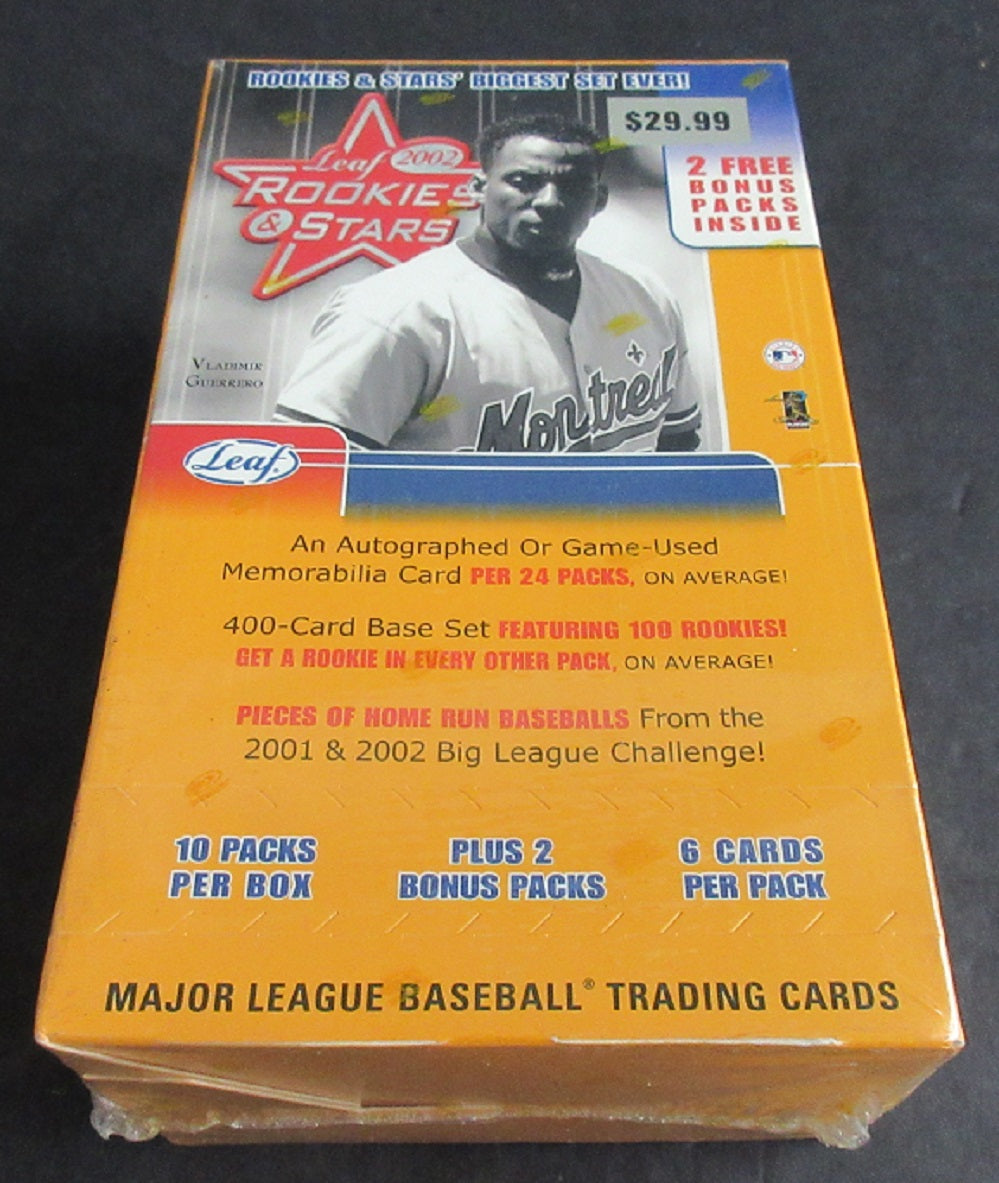 ROOKIES & STARS' BIGGEST SET EVER!
$29.99
Leaf 2002
ROOKIES
& STARS
2 FREE
BONUS
PACKS
INSIDE
VLADIMIR
GUERRERO
Montreal
Leaf
An Autographed Or Game-Used
Memorabilia Card PER 24 PACKS, ON AVERAGE!
400-Card Base Set FEATURING 100 ROOKIES!
GET A ROOKIE IN EVERY OTHER PACK, ON AVERAGE!
PIECES OF HOME RUN BASEBALLS From the
2001 & 2002 Big League Challenge!
10 PACKS
PER BOX
PLUS 2
BONUS PACKS
6 CARDS
PER PACK
MAJOR LEAGUE BASEBALL® TRADING CARDS